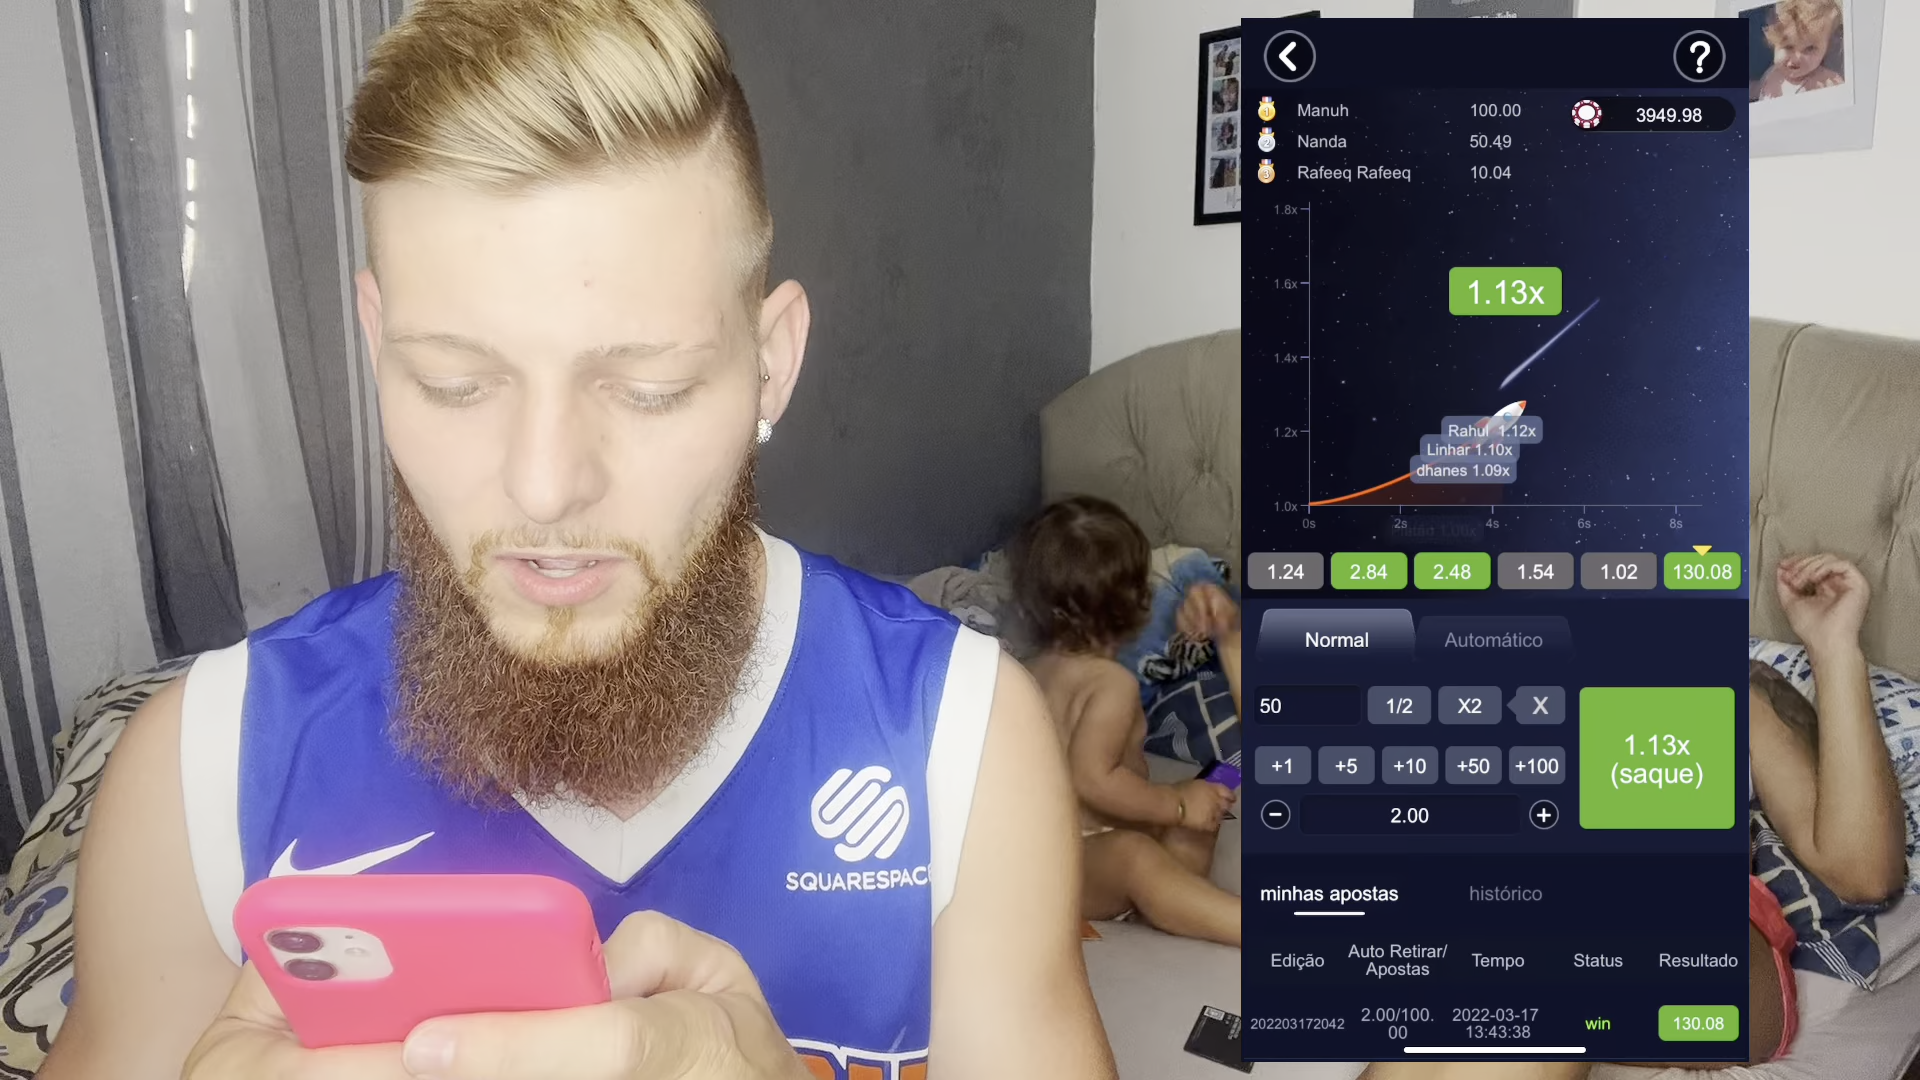 Manuh 100.00
3949.98
Nanda 50.49
Rafeeq Rafeeq 10.04
1.8x
1.6x
1.13x
1.4x
1.2x
Rahul 1.12x
Linhar 1.10x
dhanes 1.09x
1.0x
0s 2s 4s 6s 8s
1.24 2.84 2.48 1.54 1.02 130.08
Normal Automático
50 1/2 X2 X
1.13x
(saque)
+1 +5 +10 +50 +100
- 2.00 +
minhas apostas histórico
Edição Auto Retirar/
Apostas Tempo Status Resultado
202203172042 2.00/100.
00 2022-03-17
13:43:38 win 130.08
SQUARESPACE